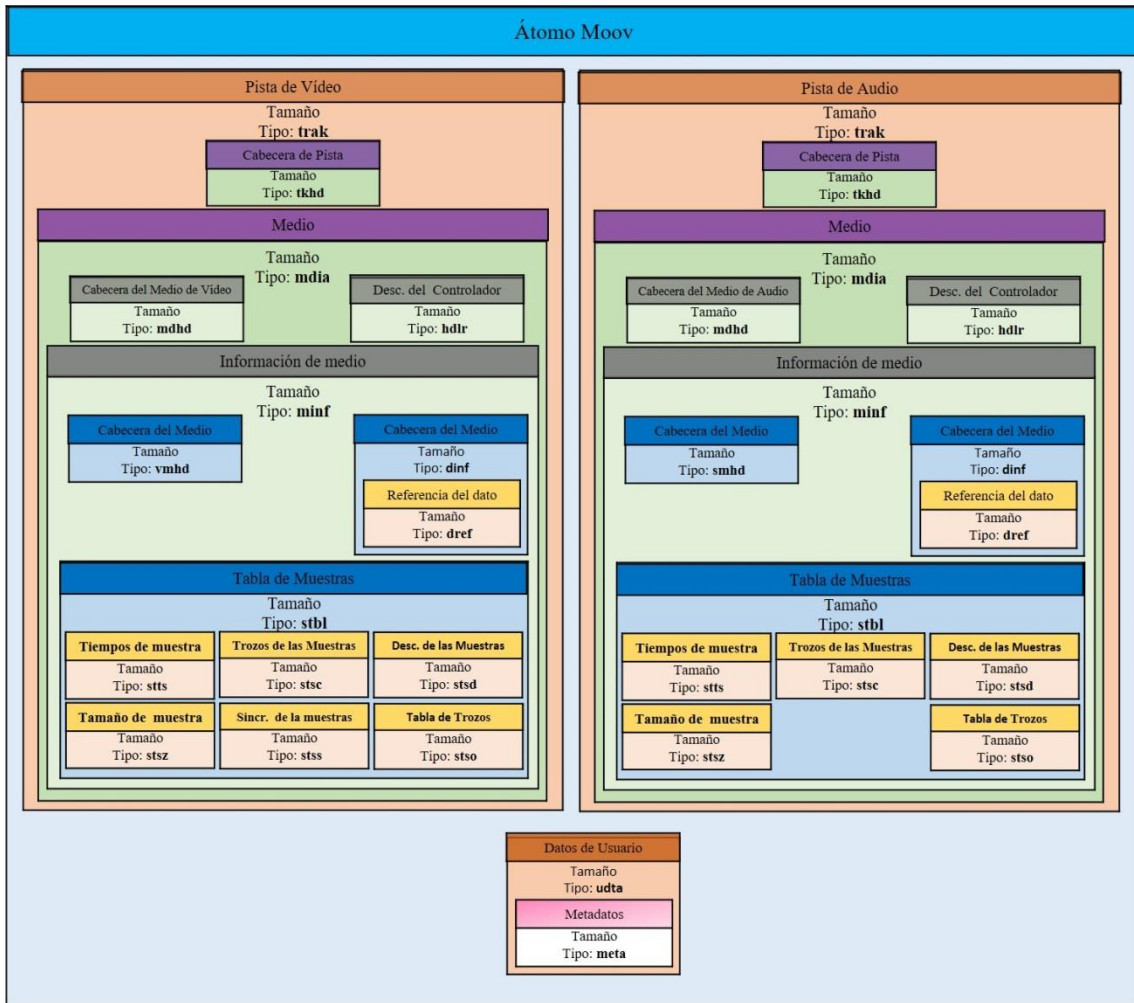 Átomo Moov
Pista de Vídeo
Tamaño
Tipo: trak
Cabecera de Pista
Tamaño
Tipo: tkhd
Medio
Tamaño
Tipo: mdia
Cabecera del Medio de Vídeo
Tamaño
Tipo: mdhd
Desc. del Controlador
Tamaño
Tipo: hdlr
Información de medio
Tamaño
Tipo: minf
Cabecera del Medio
Tamaño
Tipo: vmhd
Cabecera del Medio
Tamaño
Tipo: dinf
Referencia del dato
Tamaño
Tipo: dref
Tabla de Muestras
Tamaño
Tipo: stbl
Tiempos de muestra
Tamaño
Tipo: stts
Trozos de las Muestras
Tamaño
Tipo: stsc
Desc. de las Muestras
Tamaño
Tipo: stsd
Tamaño de muestra
Tamaño
Tipo: stsz
Sincr. de la muestras
Tamaño
Tipo: stss
Tabla de Trozos
Tamaño
Tipo: stso
Pista de Audio
Tamaño
Tipo: trak
Cabecera de Pista
Tamaño
Tipo: tkhd
Medio
Tamaño
Tipo: mdia
Cabecera del Medio de Audio
Tamaño
Tipo: mdhd
Desc. del Controlador
Tamaño
Tipo: hdlr
Información de medio
Tamaño
Tipo: minf
Cabecera del Medio
Tamaño
Tipo: smhd
Cabecera del Medio
Tamaño
Tipo: dinf
Referencia del dato
Tamaño
Tipo: dref
Tabla de Muestras
Tamaño
Tipo: stbl
Tiempos de muestra
Tamaño
Tipo: stts
Trozos de las Muestras
Tamaño
Tipo: stsc
Desc. de las Muestras
Tamaño
Tipo: stsd
Tamaño de muestra
Tamaño
Tipo: stsz
Tabla de Trozos
Tamaño
Tipo: stso
Datos de Usuario
Tamaño
Tipo: udta
Metadatos
Tamaño
Tipo: meta